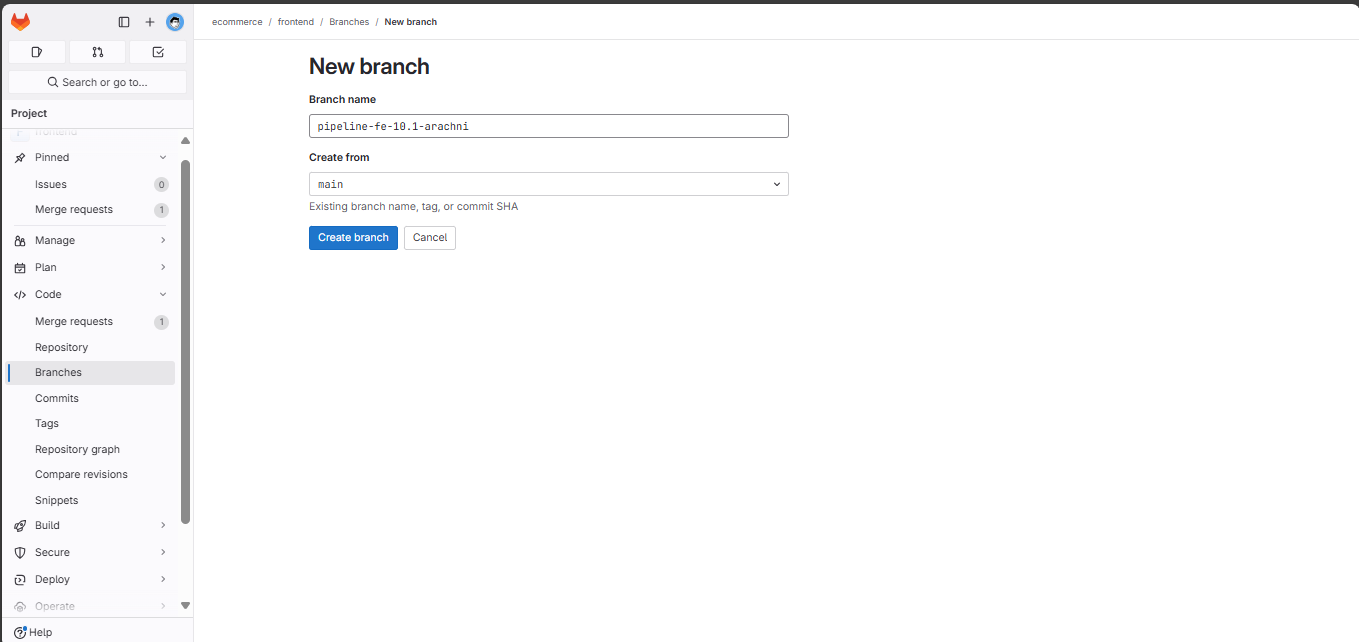 ecommerce / frontend / Branches / New branch
Search or go to...
Project
frontend
Pinned
Issues 0
Merge requests 1
Manage
Plan
Code
Merge requests 1
Repository
Branches
Commits
Tags
Repository graph
Compare revisions
Snippets
Build
Secure
Deploy
Operate
Help
New branch
Branch name
pipeline-fe-10.1-arachni
Create from
main
Existing branch name, tag, or commit SHA
Create branch Cancel